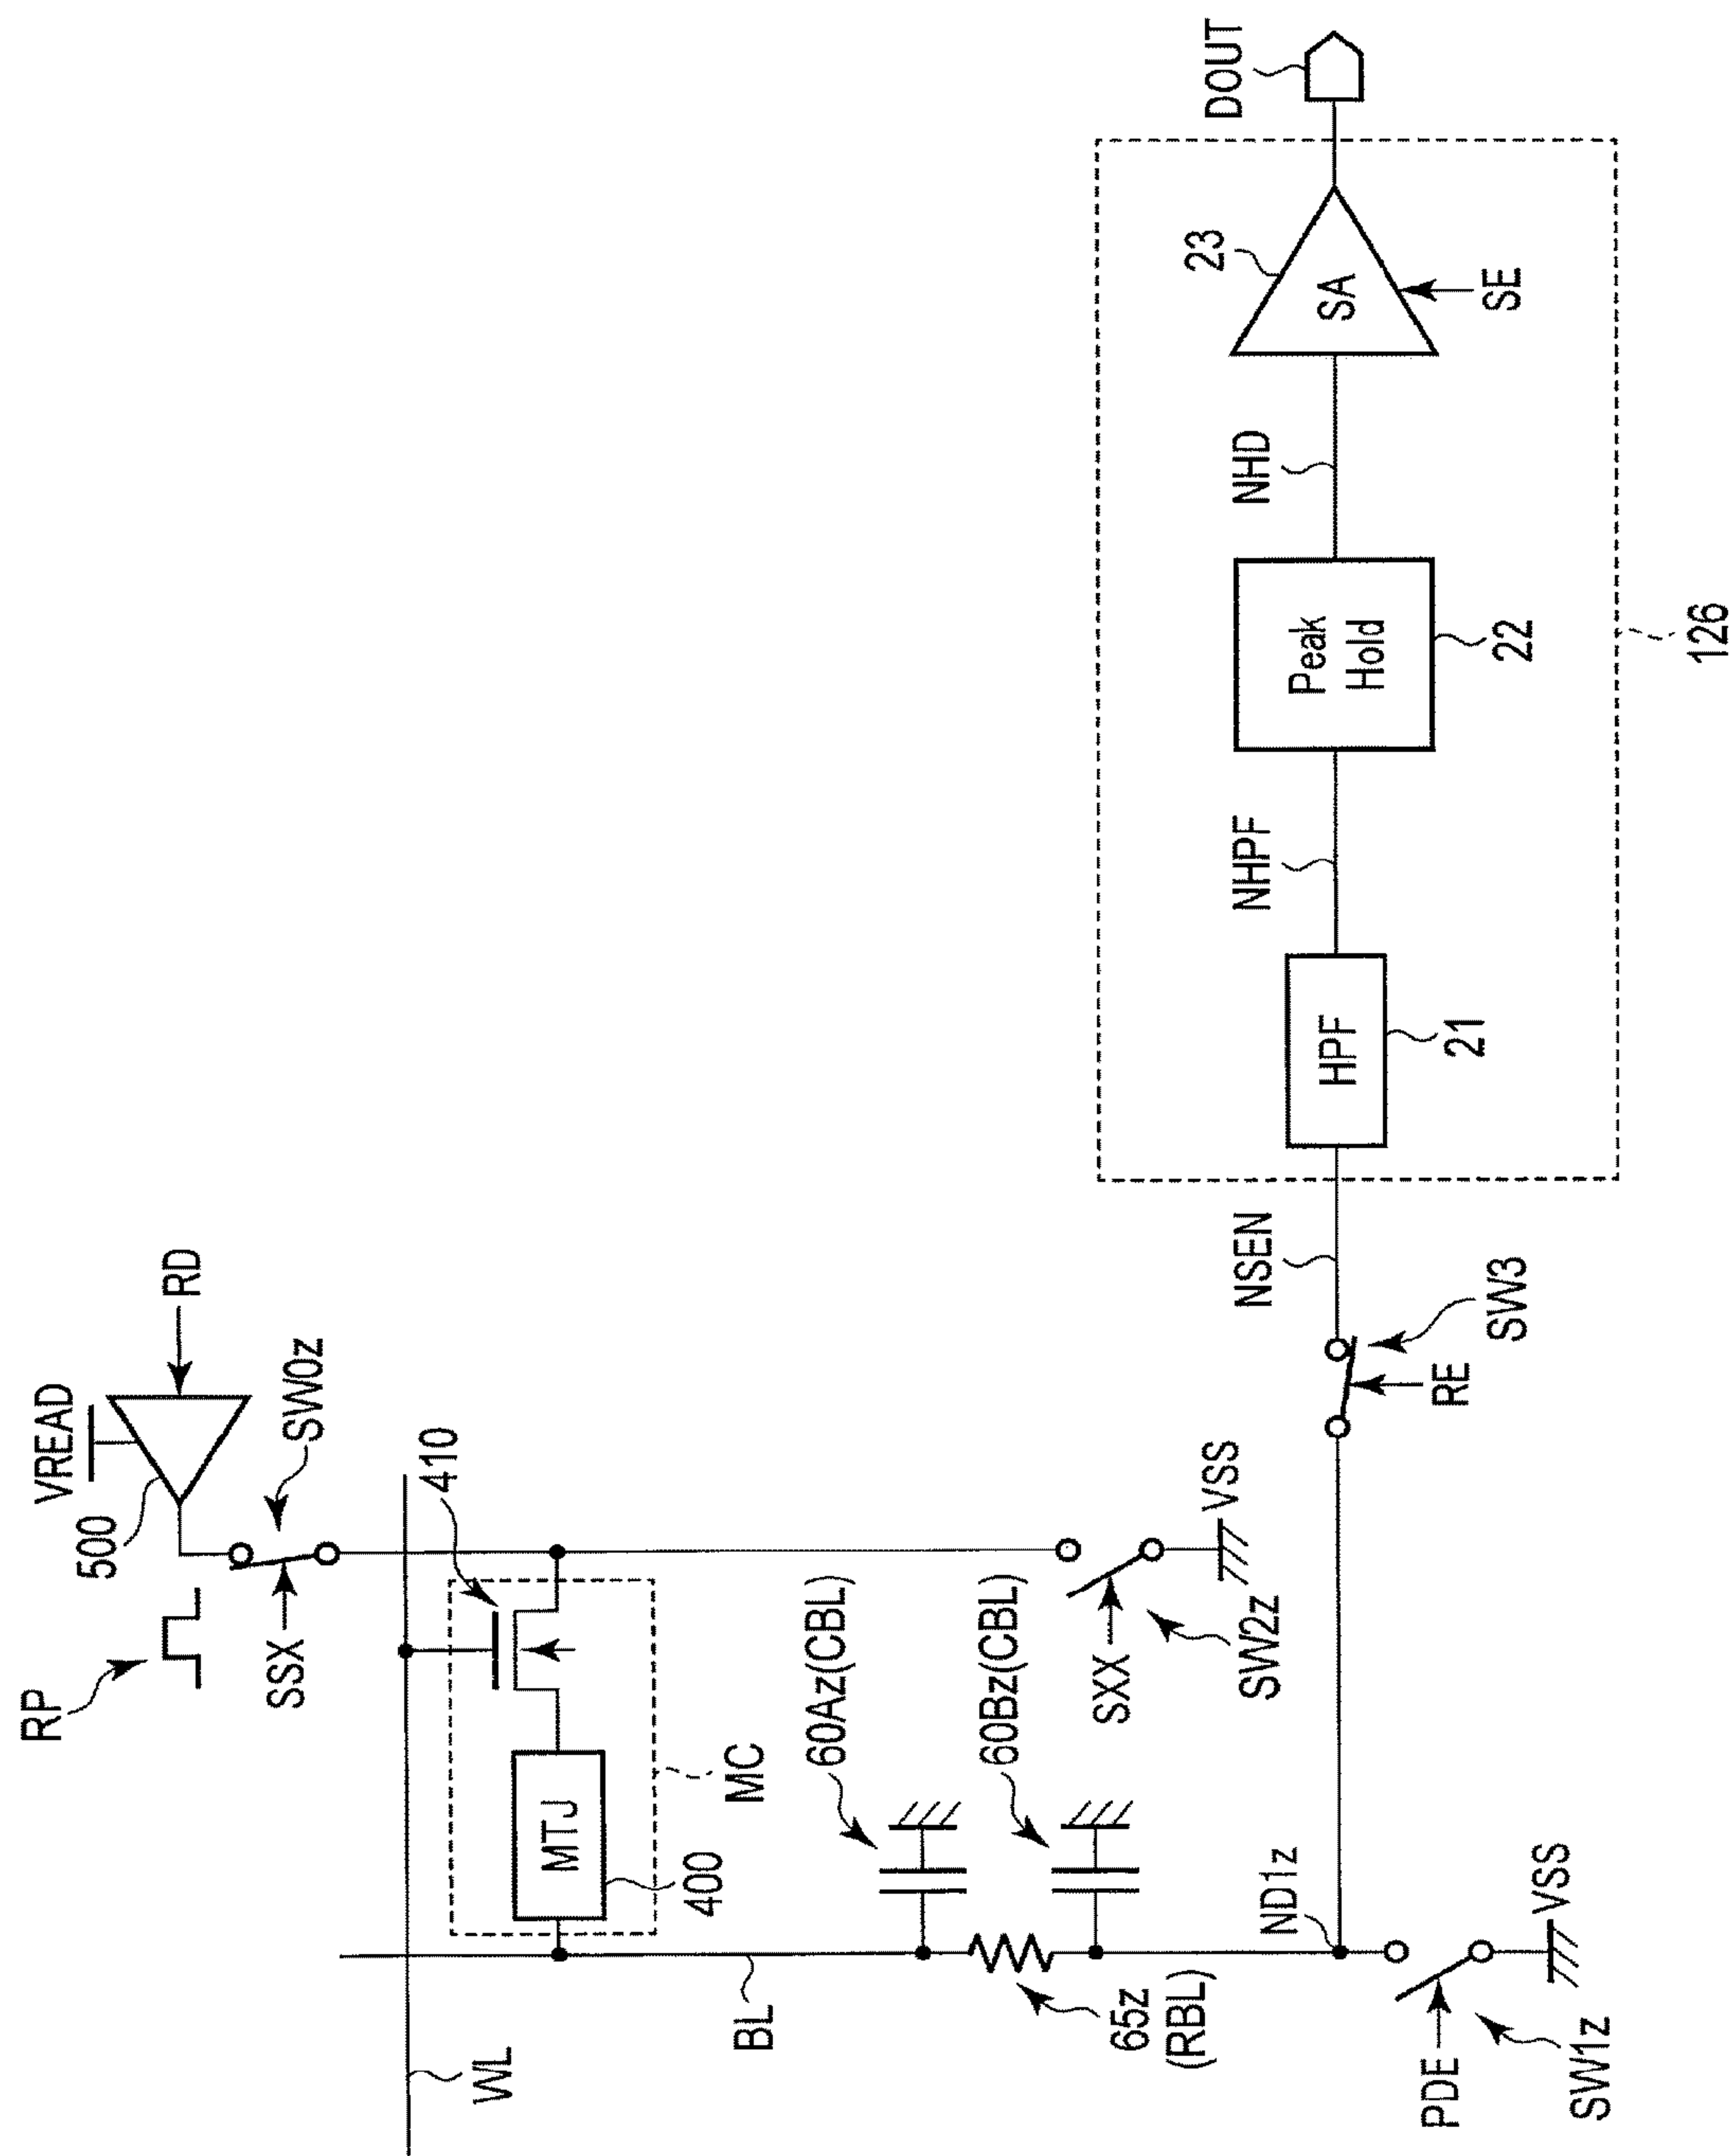 RP
VREAD
500
RD
SSX
SW0z
WL
410
MTJ
400
MC
BL
60Az(CBL)
60Bz(CBL)
65z
(RBL)
SXX
SW2z
VSS
ND1z
PDE
SW1z
VSS
RE
SW3
NSEN
HPF
21
NHPF
Peak
Hold
22
NHD
SA
23
SE
126
DOUT